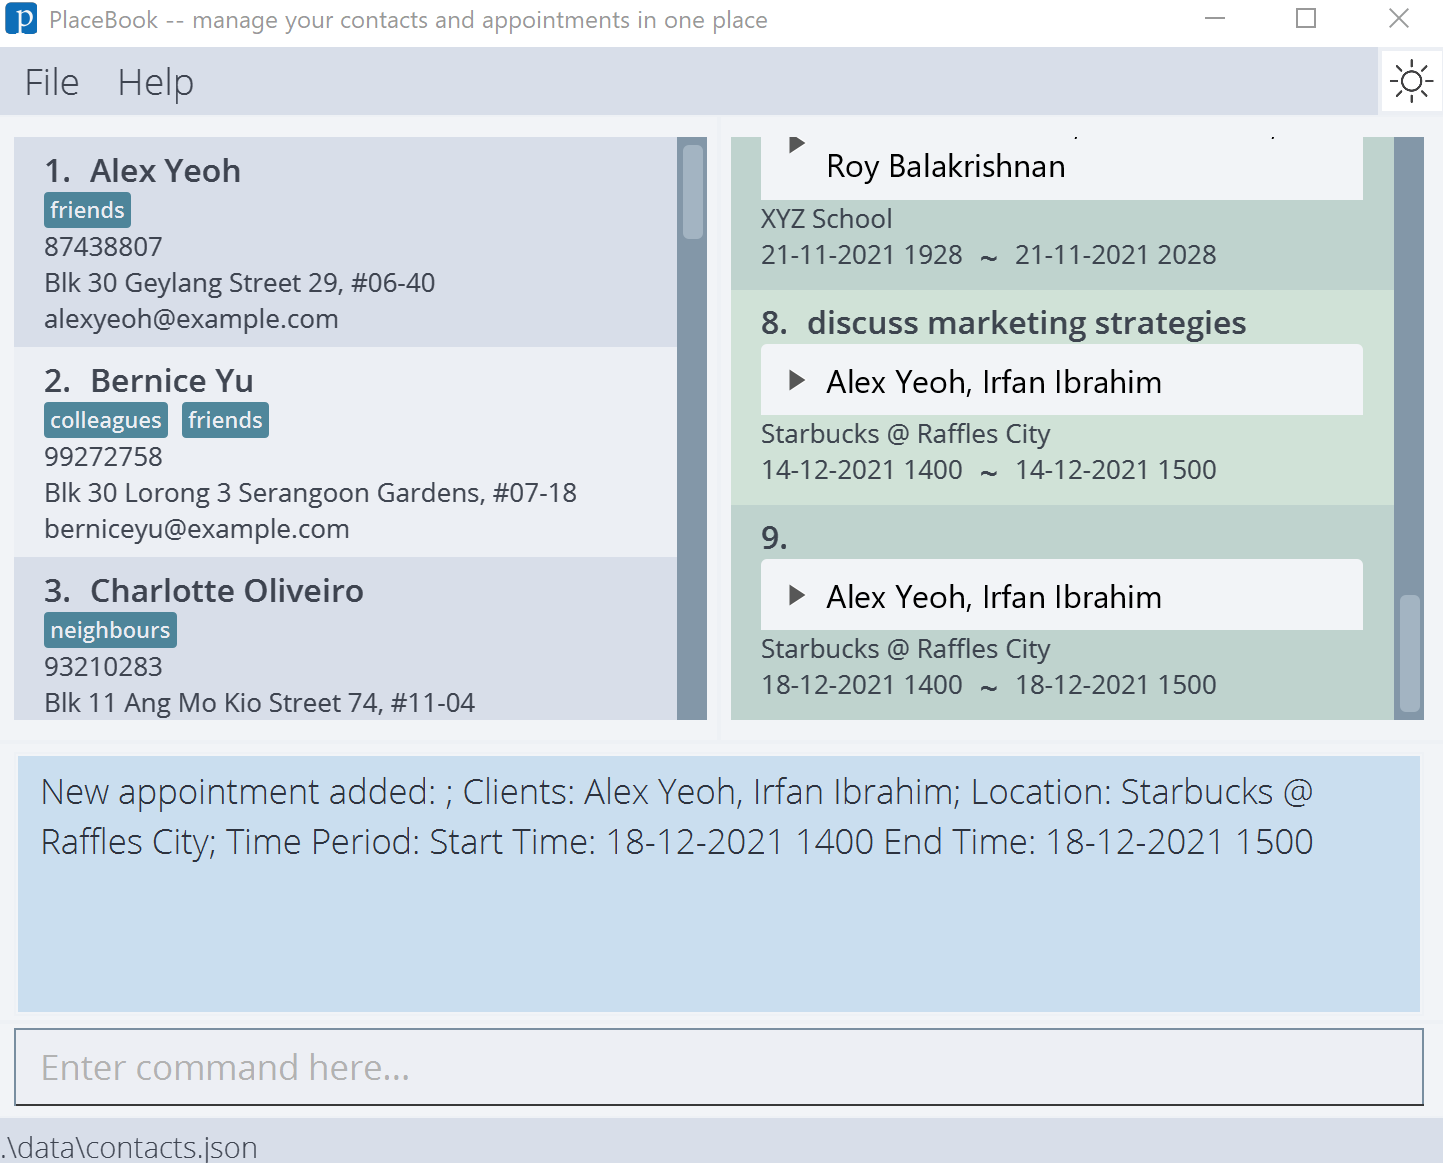 PlaceBook -- manage your contacts and appointments in one place
File Help
1. Alex Yeoh
friends
87438807
Blk 30 Geylang Street 29, #06-40
alexyeoh@example.com
2. Bernice Yu
colleagues friends
99272758
Blk 30 Lorong 3 Serangoon Gardens, #07-18
berniceyu@example.com
3. Charlotte Oliveiro
neighbours
93210283
Blk 11 Ang Mo Kio Street 74, #11-04
Roy Balakrishnan
XYZ School
21-11-2021 1928 ~ 21-11-2021 2028
8. discuss marketing strategies
Alex Yeoh, Irfan Ibrahim
Starbucks @ Raffles City
14-12-2021 1400 ~ 14-12-2021 1500
9.
Alex Yeoh, Irfan Ibrahim
Starbucks @ Raffles City
18-12-2021 1400 ~ 18-12-2021 1500
New appointment added: ; Clients: Alex Yeoh, Irfan Ibrahim; Location: Starbucks @
Raffles City; Time Period: Start Time: 18-12-2021 1400 End Time: 18-12-2021 1500
Enter command here...
.\data\contacts.json